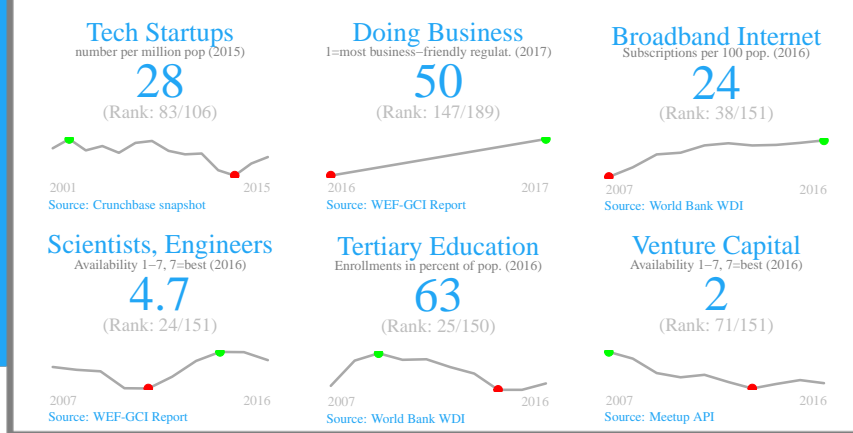 Tech Startups
number per million pop (2015)
28
(Rank: 83/106)
2001 2015
Source: Crunchbase snapshot
Doing Business
1=most business−friendly regulat. (2017)
50
(Rank: 147/189)
2016 2017
Source: WEF-GCI Report
Broadband Internet
Subscriptions per 100 pop. (2016)
24
(Rank: 38/151)
2007 2016
Source: World Bank WDI
Scientists, Engineers
Availability 1−7, 7=best (2016)
4.7
(Rank: 24/151)
2007 2016
Source: WEF-GCI Report
Tertiary Education
Enrollments in percent of pop. (2016)
63
(Rank: 25/150)
2007 2016
Source: World Bank WDI
Venture Capital
Availability 1−7, 7=best (2016)
2
(Rank: 71/151)
2007 2016
Source: Meetup API